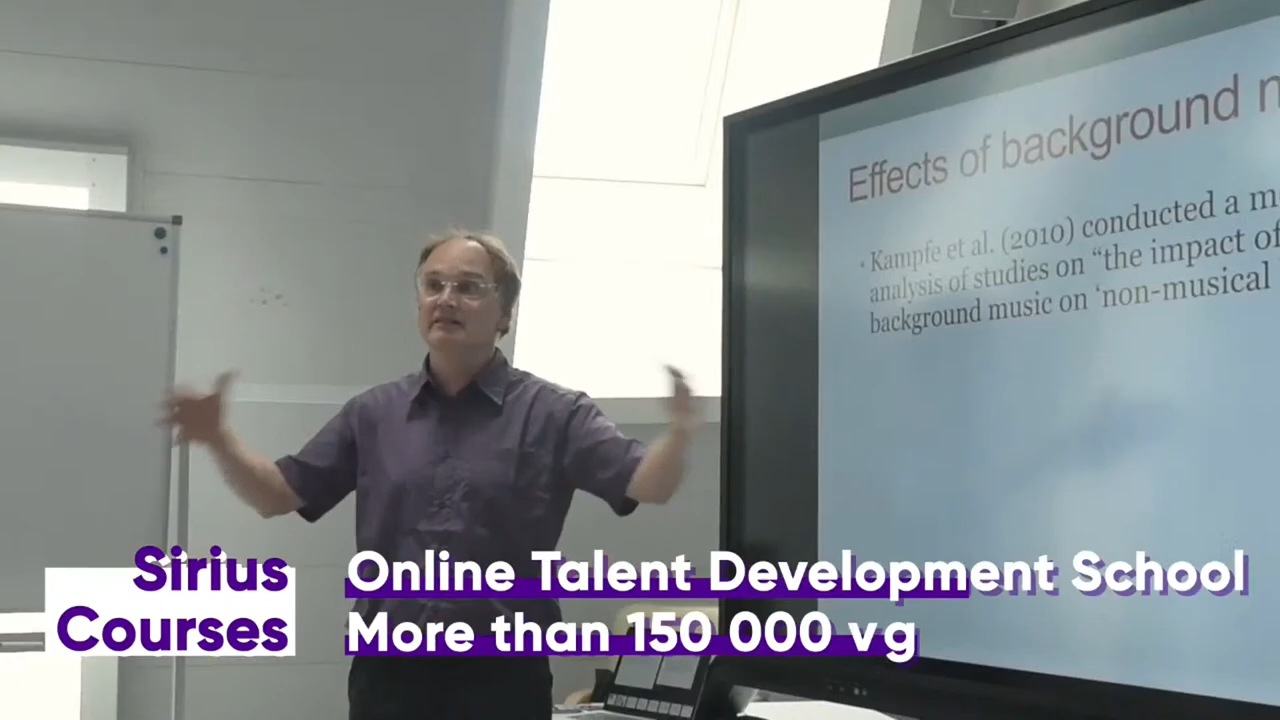 Effects of background
Kampfe et al. (2010) conducted a
analysis of studies on “the impact of
background music on ‘non-musical
Sirius
Courses
Online Talent Development School
More than 150 000 vg